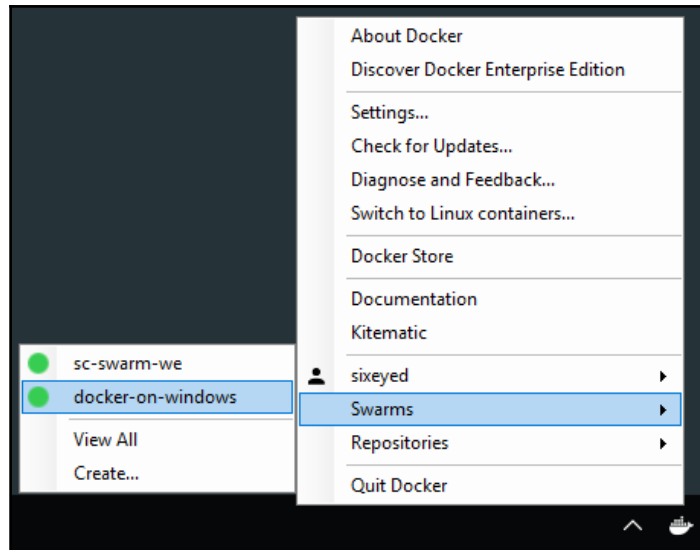 About Docker
Discover Docker Enterprise Edition
Settings...
Check for Updates...
Diagnose and Feedback...
Switch to Linux containers...
Docker Store
Documentation
Kitematic
sixeyed
Swarms
Repositories
Quit Docker
sc-swarm-we
docker-on-windows
View All
Create...